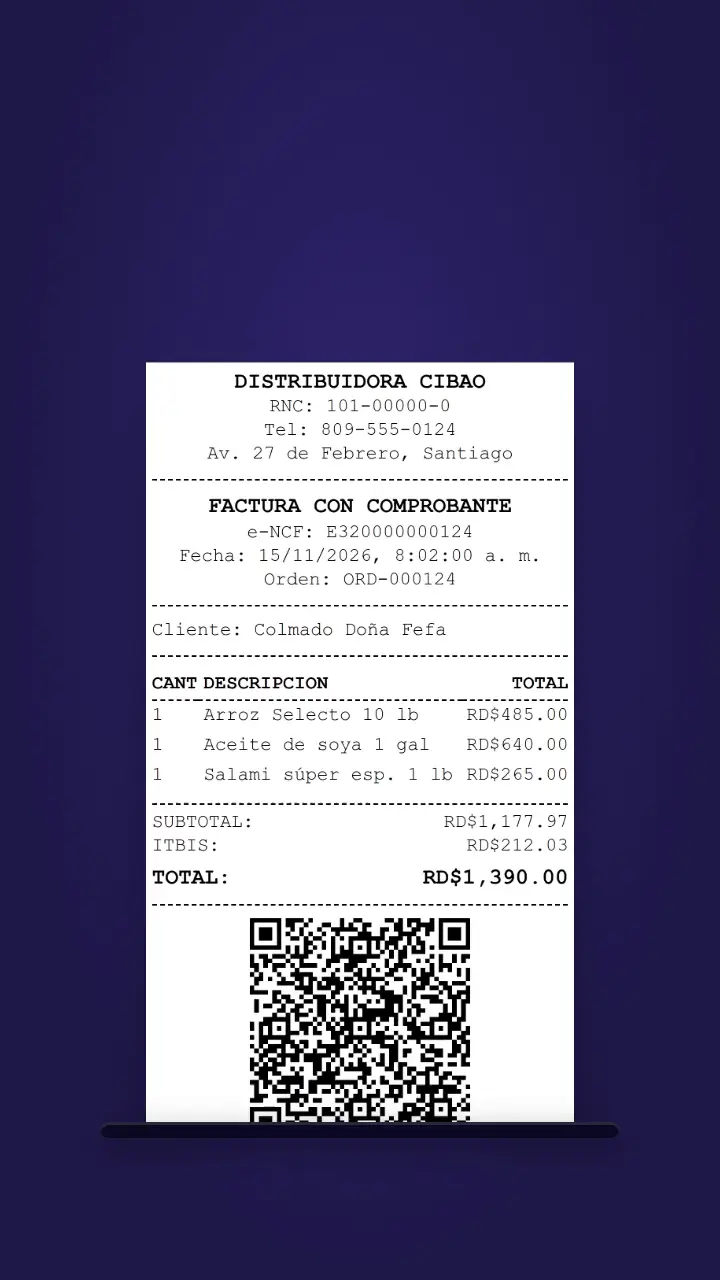 DISTRIBUIDORA CIBAO
RNC: 101-00000-0
Tel: 809-555-0124
Av. 27 de Febrero, Santiago
FACTURA CON COMPROBANTE
e-NCF: E320000000124
Fecha: 15/11/2026, 8:02:00 a. m.
Orden: ORD-000124
Cliente: Colmado Doña Fefa
CANT DESCRIPCION TOTAL
1 Arroz Selecto 10 lb RD$485.00
1 Aceite de soya 1 gal RD$640.00
1 Salami súper esp. 1 lb RD$265.00
SUBTOTAL: RD$1,177.97
ITBIS: RD$212.03
TOTAL: RD$1,390.00